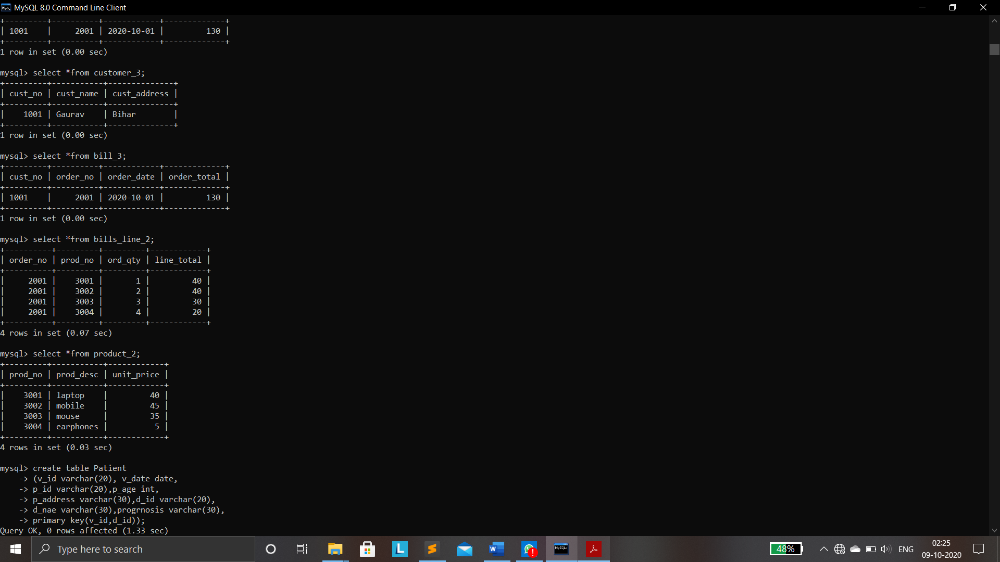 MySQL 8.0 Command Line Client
+---------+----------+------------+-------------+
| 1001    |     2001 | 2020-10-01 |         130 |
+---------+----------+------------+-------------+
1 row in set (0.00 sec)
mysql> select *from customer_3;
+---------+-----------+--------------+
| cust_no | cust_name | cust_address |
+---------+-----------+--------------+
|    1001 | Gaurav    | Bihar        |
+---------+-----------+--------------+
1 row in set (0.00 sec)
mysql> select *from bill_3;
+---------+----------+------------+-------------+
| cust_no | order_no | order_date | order_total |
+---------+----------+------------+-------------+
| 1001    |     2001 | 2020-10-01 |         130 |
+---------+----------+------------+-------------+
1 row in set (0.00 sec)
mysql> select *from bills_line_2;
+----------+---------+---------+------------+
| order_no | prod_no | ord_qty | line_total |
+----------+---------+---------+------------+
|     2001 |    3001 |       1 |         40 |
|     2001 |    3002 |       2 |         40 |
|     2001 |    3003 |       3 |         30 |
|     2001 |    3004 |       4 |         20 |
+----------+---------+---------+------------+
4 rows in set (0.07 sec)
mysql> select *from product_2;
+---------+-----------+------------+
| prod_no | prod_desc | unit_price |
+---------+-----------+------------+
|    3001 | laptop    |         40 |
|    3002 | mobile    |         45 |
|    3003 | mouse     |         35 |
|    3004 | earphones |          5 |
+---------+-----------+------------+
4 rows in set (0.03 sec)
mysql> create table Patient
    -> (v_id varchar(20), v_date date,
    -> p_id varchar(20),p_age int,
    -> p_address varchar(30),d_id varchar(20),
    -> d_nae varchar(30),progrnosis varchar(30),
    -> primary key(v_id,d_id));
Query OK, 0 rows affected (1.33 sec)
Type here to search
L
W
MySQL
48%
ENG
02:25
09-10-2020